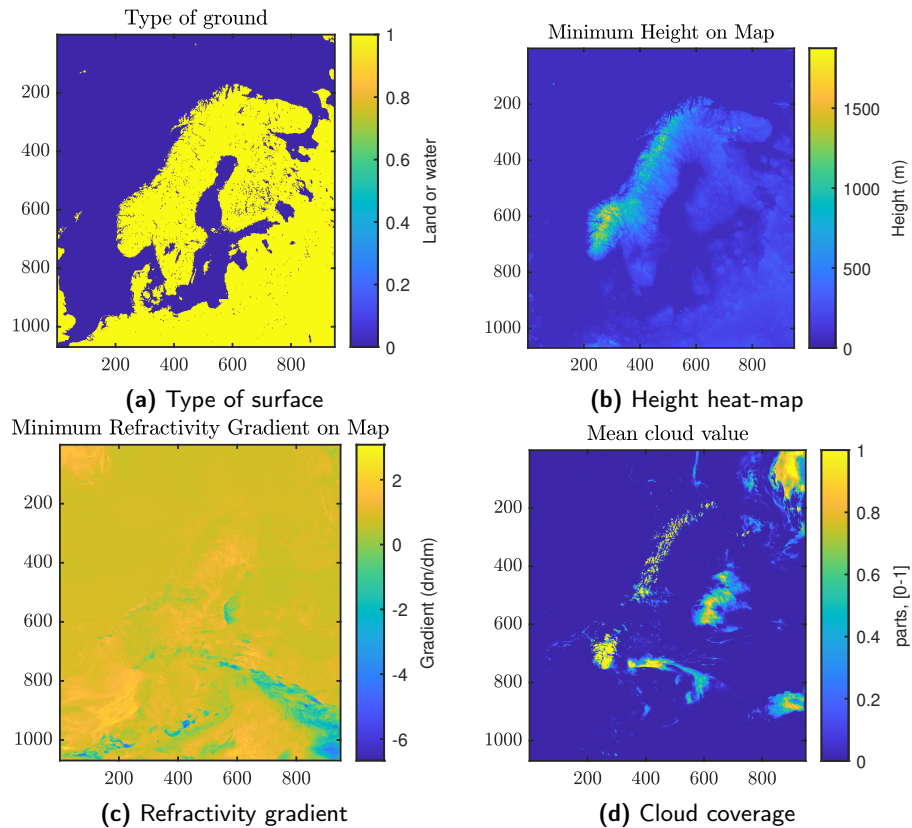 Type of ground
200
400
600
800
1000
200 400 600 800
1
0.8
0.6
0.4
0.2
0
Land or water
(a) Type of surface
Minimum Height on Map
200
400
600
800
1000
200 400 600 800
1500
1000
500
0
Height (m)
(b) Height heat-map
Minimum Refractivity Gradient on Map
200
400
600
800
1000
200 400 600 800
2
0
-2
-4
-6
Gradient (dn/dm)
(c) Refractivity gradient
Mean cloud value
200
400
600
800
1000
200 400 600 800
1
0.8
0.6
0.4
0.2
0
parts, [0-1]
(d) Cloud coverage